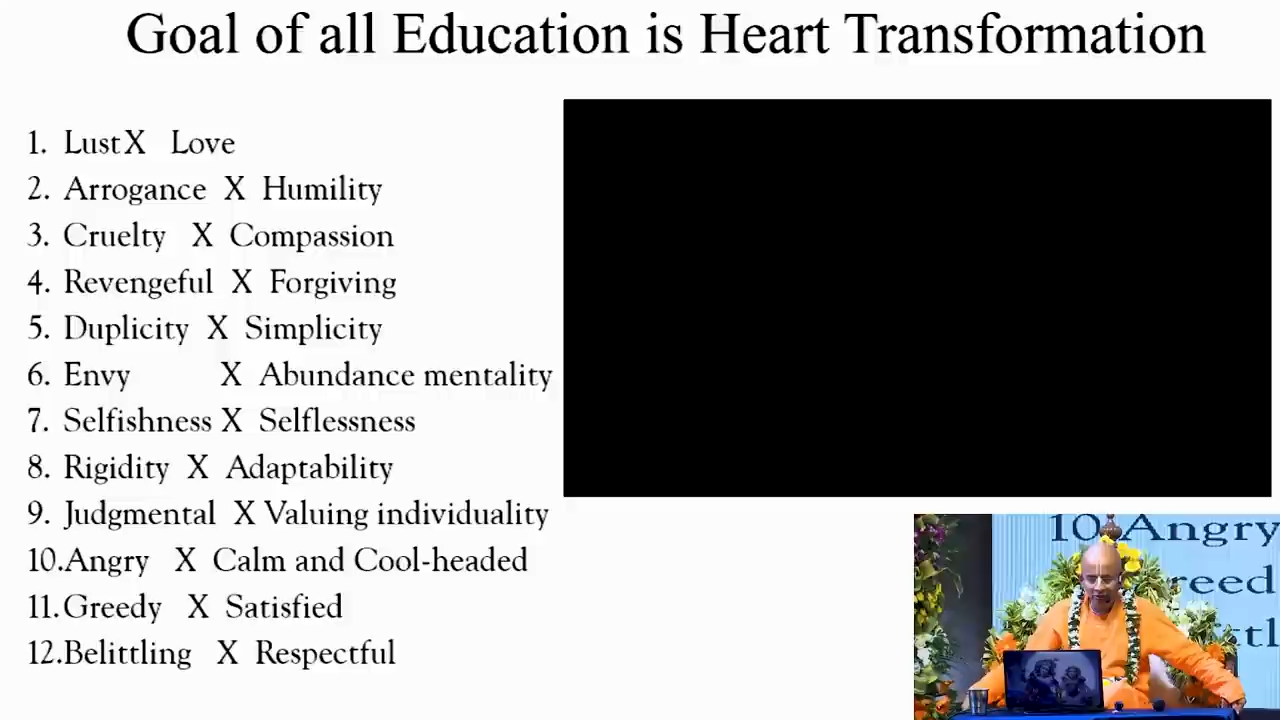 Goal of all Education is Heart Transformation
1. Lust X Love
2. Arrogance X Humility
3. Cruelty X Compassion
4. Revengeful X Forgiving
5. Duplicity X Simplicity
6. Envy X Abundance mentality
7. Selfishness X Selflessness
8. Rigidity X Adaptability
9. Judgmental X Valuing individuality
10. Angry X Calm and Cool-headed
11. Greedy X Satisfied
12. Belittling X Respectful
10 Angry